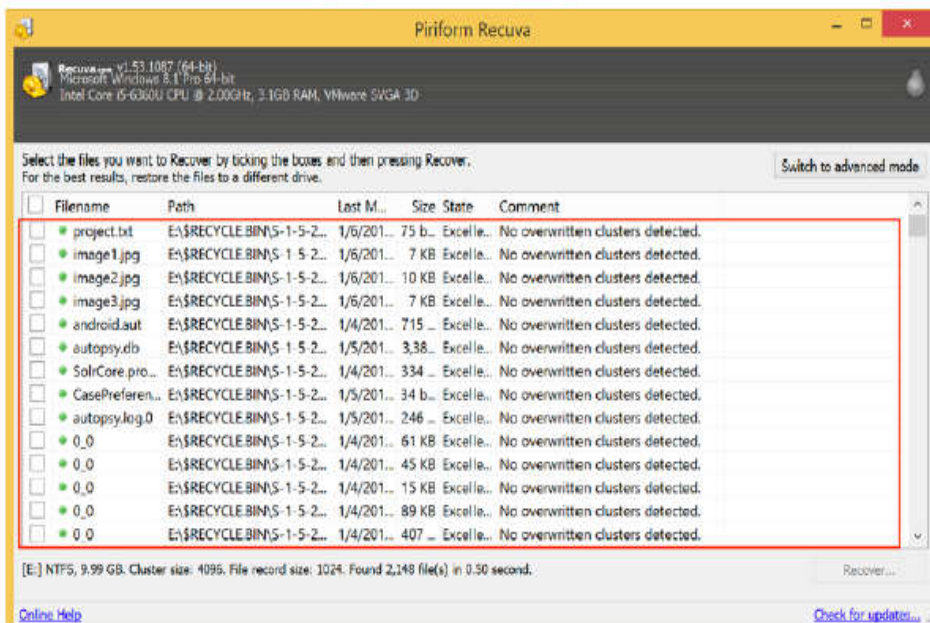 Piriform Recuva
Recuva v1.53.1087 (64-bit)
Microsoft Windows 8.1 Pro 64-bit
Intel Core i5-6360U CPU @ 2.00GHz, 3.1GB RAM, VMware SVGA 3D
Select the files you want to Recover by ticking the boxes and then pressing Recover.
For the best results, restore the files to a different drive.
Switch to advanced mode
Filename Path Last M... Size State Comment
project.txt E:\$RECYCLE.BIN\S-1-5-2... 1/6/201... 75 b... Excelle... No overwritten clusters detected.
image1.jpg E:\$RECYCLE.BIN\S-1-5-2... 1/6/201... 7 KB Excelle... No overwritten clusters detected.
image2.jpg E:\$RECYCLE.BIN\S-1-5-2... 1/6/201... 10 KB Excelle... No overwritten clusters detected.
image3.jpg E:\$RECYCLE.BIN\S-1-5-2... 1/6/201... 7 KB Excelle... No overwritten clusters detected.
android.aut E:\$RECYCLE.BIN\S-1-5-2... 1/4/201... 715 ... Excelle... No overwritten clusters detected.
autopsy.db E:\$RECYCLE.BIN\S-1-5-2... 1/5/201... 3,38... Excelle... No overwritten clusters detected.
SolrCore.pro... E:\$RECYCLE.BIN\S-1-5-2... 1/4/201... 334 ... Excelle... No overwritten clusters detected.
CasePreferen... E:\$RECYCLE.BIN\S-1-5-2... 1/5/201... 34 b... Excelle... No overwritten clusters detected.
autopsy.log.0 E:\$RECYCLE.BIN\S-1-5-2... 1/5/201... 246 ... Excelle... No overwritten clusters detected.
0_0 E:\$RECYCLE.BIN\S-1-5-2... 1/4/201... 61 KB Excelle... No overwritten clusters detected.
0_0 E:\$RECYCLE.BIN\S-1-5-2... 1/4/201... 45 KB Excelle... No overwritten clusters detected.
0_0 E:\$RECYCLE.BIN\S-1-5-2... 1/4/201... 15 KB Excelle... No overwritten clusters detected.
0_0 E:\$RECYCLE.BIN\S-1-5-2... 1/4/201... 89 KB Excelle... No overwritten clusters detected.
0_0 E:\$RECYCLE.BIN\S-1-5-2... 1/4/201... 407 ... Excelle... No overwritten clusters detected.
[E:] NTFS, 9.99 GB. Cluster size: 4096. File record size: 1024. Found 2,148 file(s) in 0.50 second.
Recover...
Online Help
Check for updates...